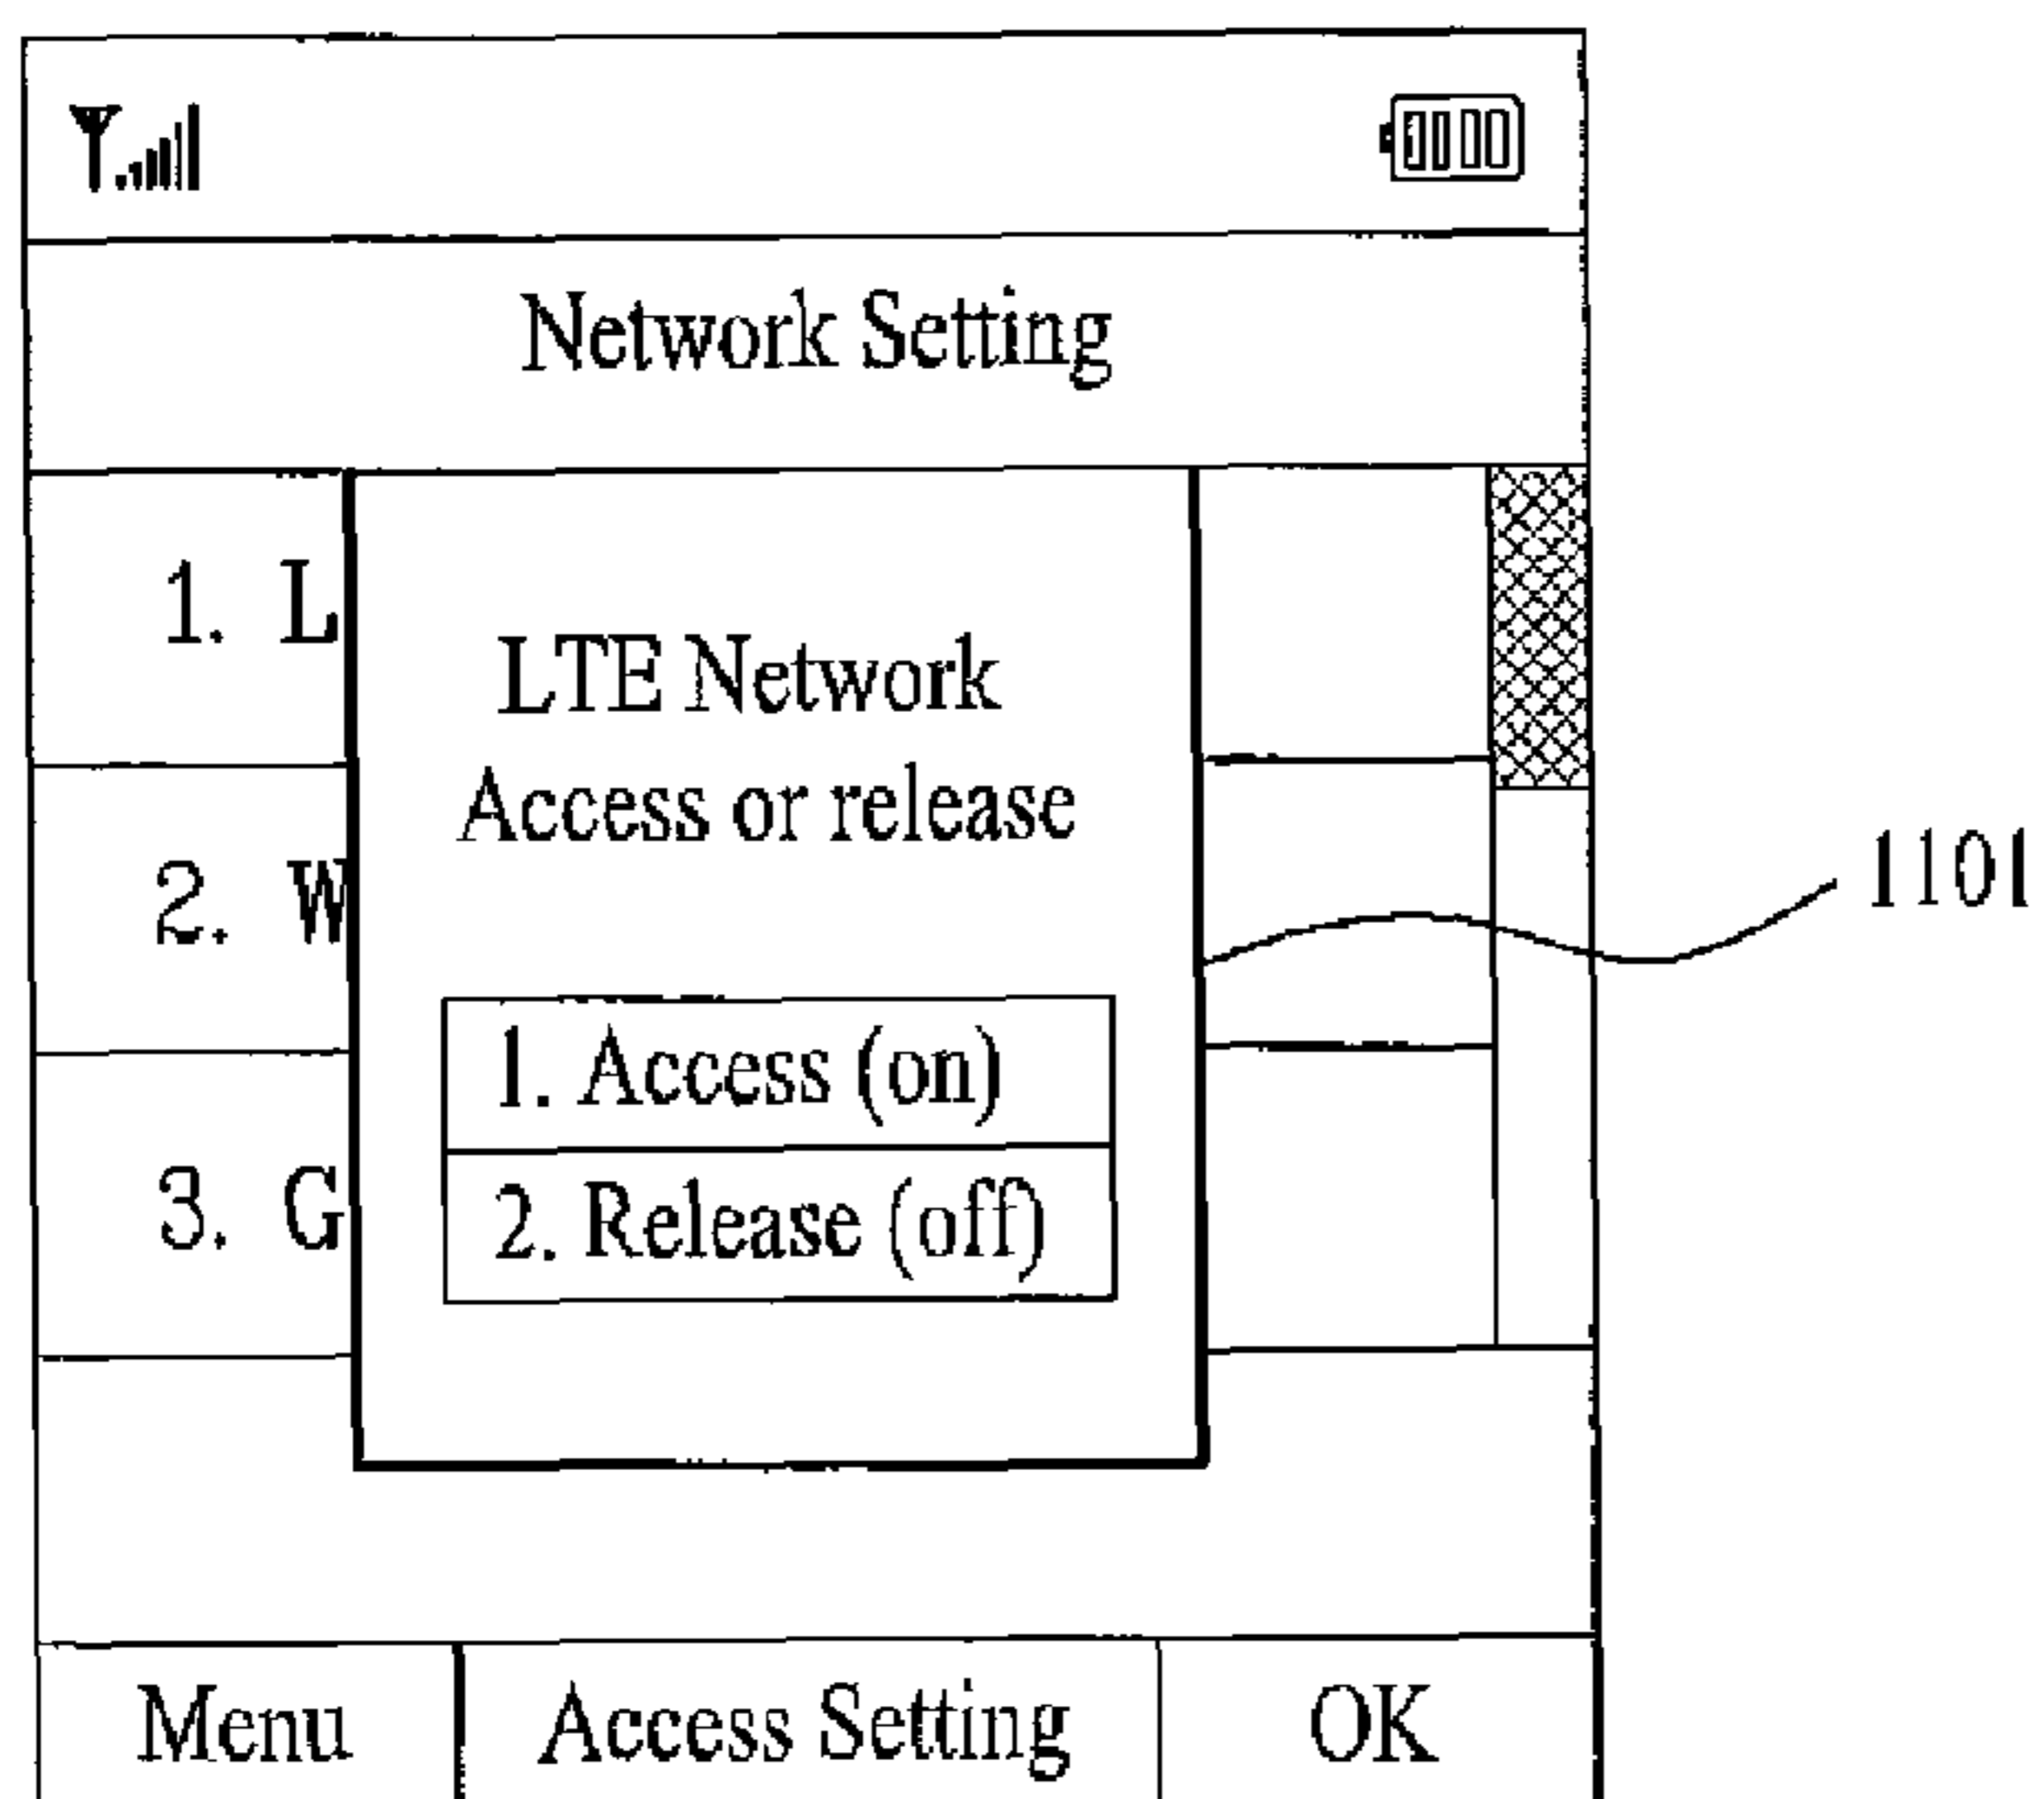 Network Setting
1. L
LTE Network
Access or release
2. W
1101
1. Access (on)
2. Release (off)
3. G
Menu
Access Setting
OK